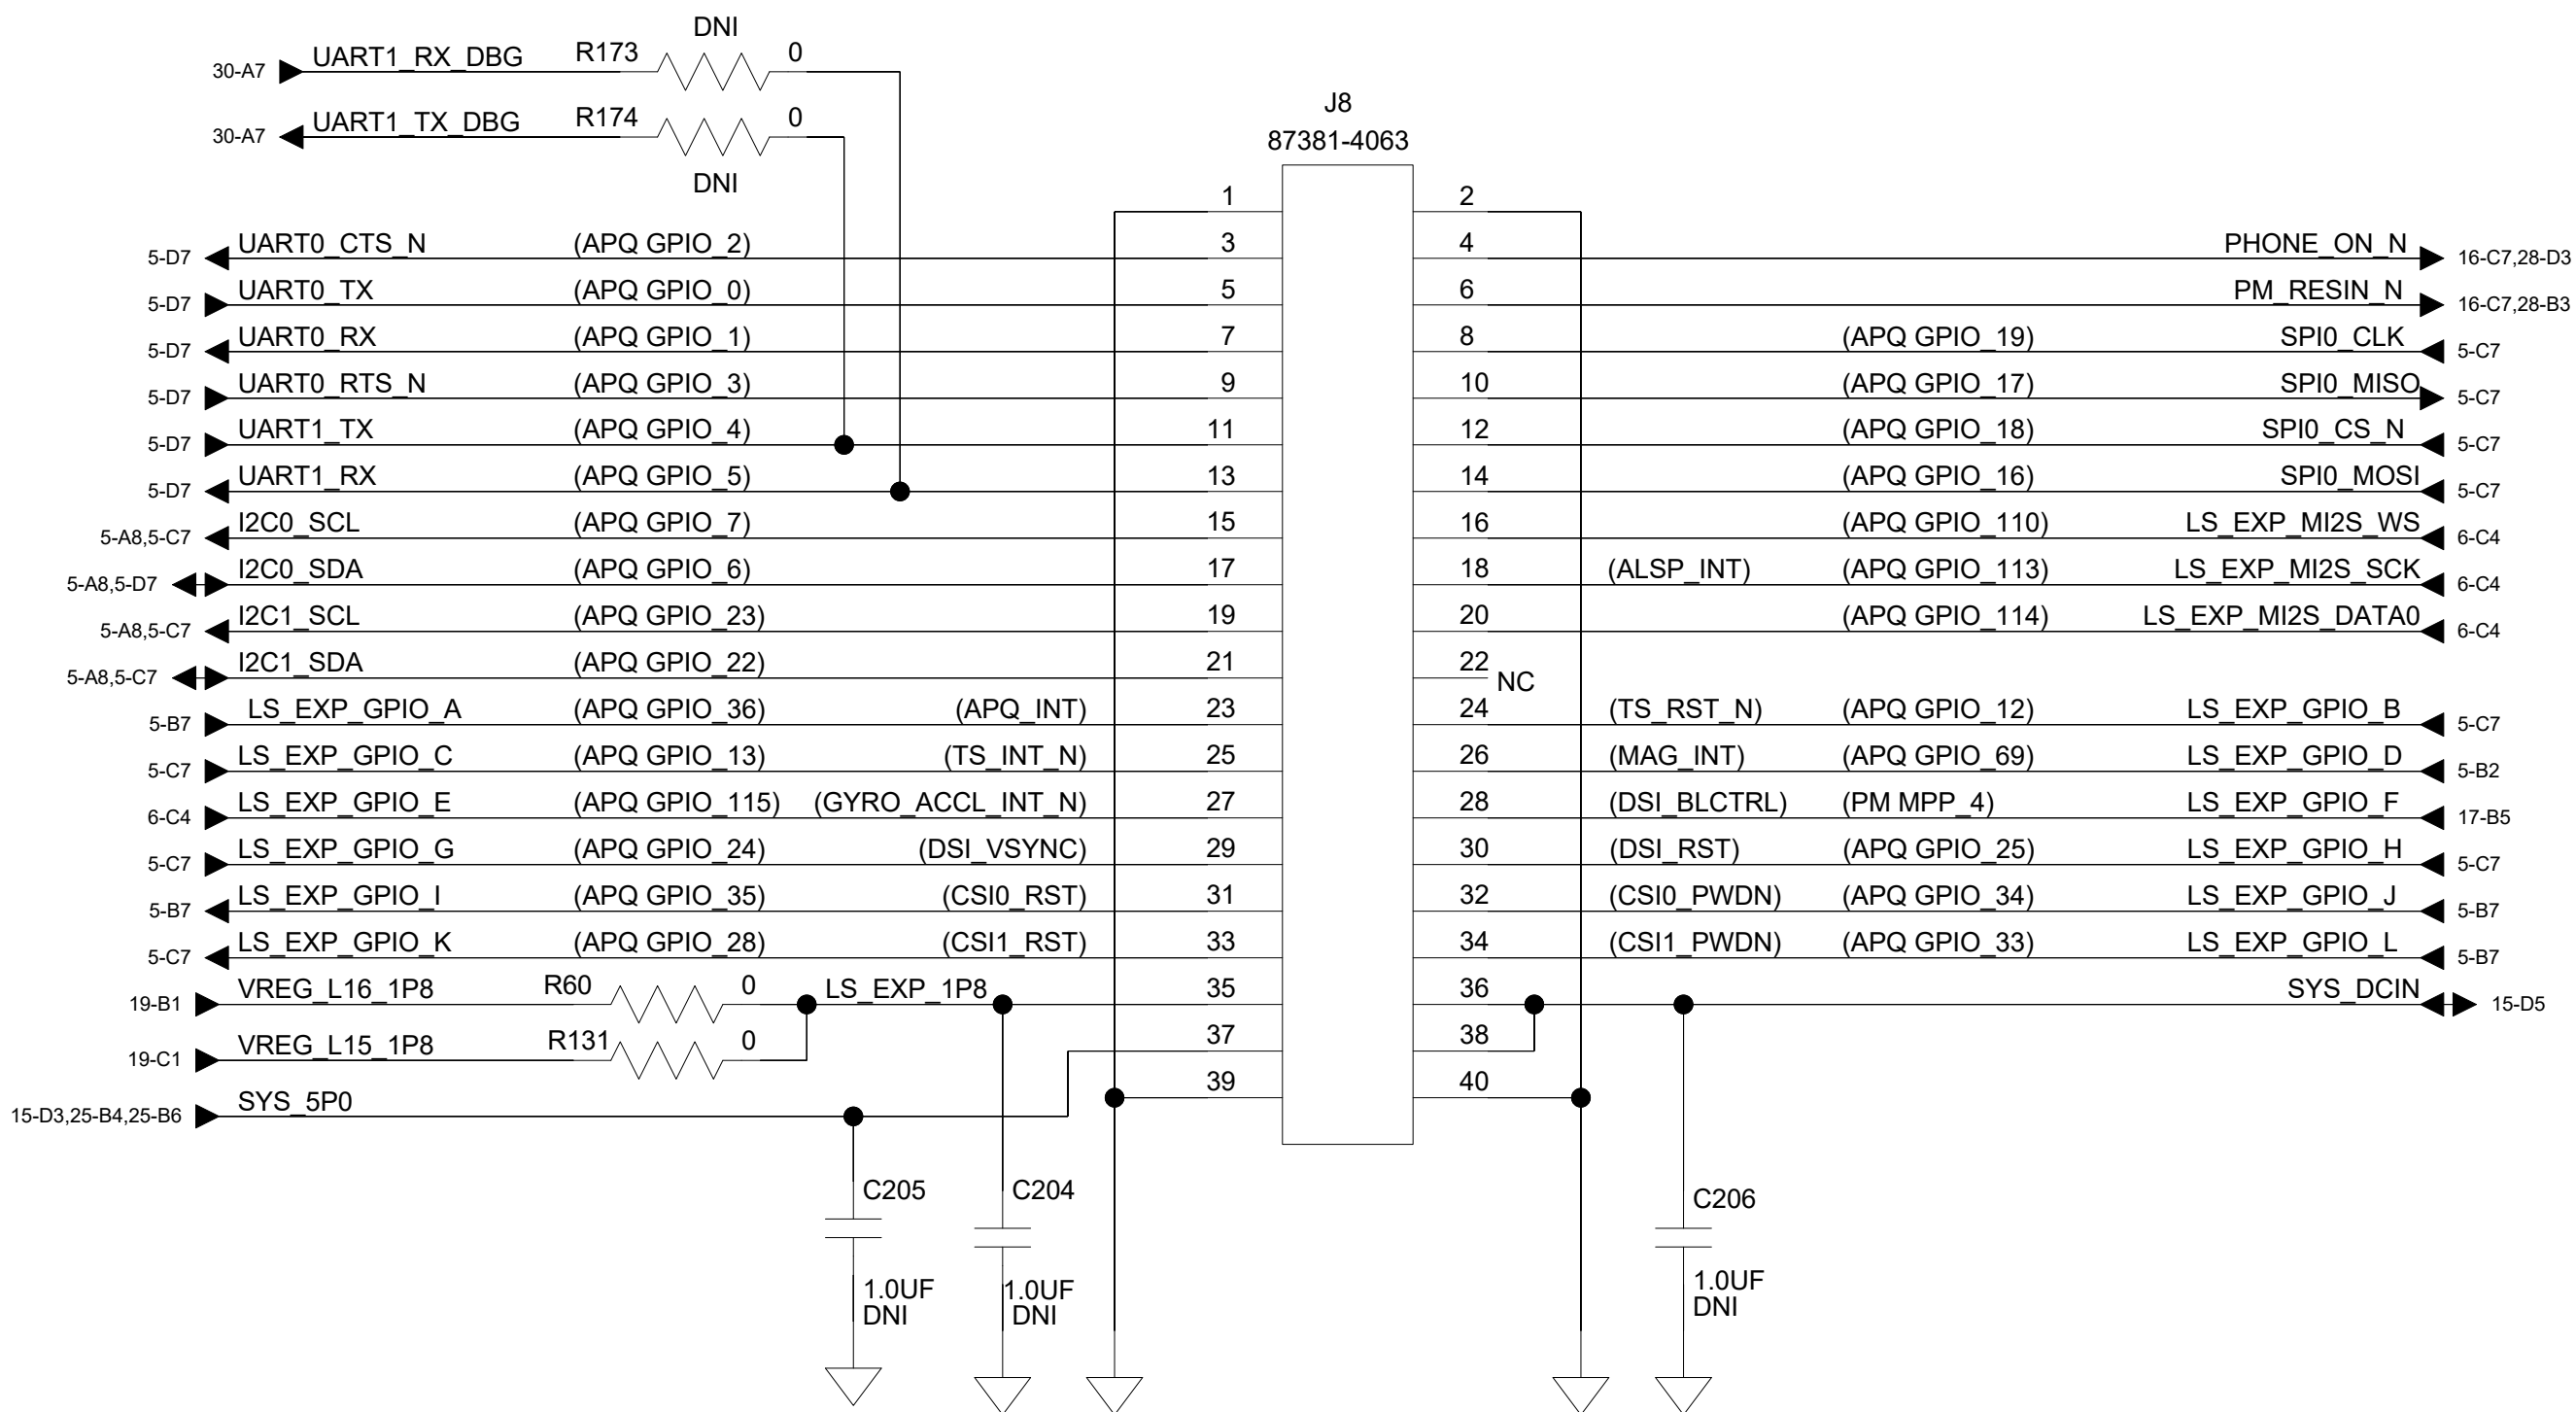 DNI
30-A7 UART1_RX_DBG R173 0
30-A7 UART1_TX_DBG R174 0
DNI
J8
87381-4063
1 2
5-D7 UART0_CTS_N (APQ GPIO_2) 3 4 PHONE_ON_N 16-C7,28-D3
5-D7 UART0_TX (APQ GPIO_0) 5 6 PM_RESIN_N 16-C7,28-B3
5-D7 UART0_RX (APQ GPIO_1) 7 8 (APQ GPIO_19) SPI0_CLK 5-C7
5-D7 UART0_RTS_N (APQ GPIO_3) 9 10 (APQ GPIO_17) SPI0_MISO 5-C7
5-D7 UART1_TX (APQ GPIO_4) 11 12 (APQ GPIO_18) SPI0_CS_N 5-C7
5-D7 UART1_RX (APQ GPIO_5) 13 14 (APQ GPIO_16) SPI0_MOSI 5-C7
5-A8,5-C7 I2C0_SCL (APQ GPIO_7) 15 16 (APQ GPIO_110) LS_EXP_MI2S_WS 6-C4
5-A8,5-D7 I2C0_SDA (APQ GPIO_6) 17 18 (ALSP_INT) (APQ GPIO_113) LS_EXP_MI2S_SCK 6-C4
5-A8,5-C7 I2C1_SCL (APQ GPIO_23) 19 20 (APQ GPIO_114) LS_EXP_MI2S_DATA0 6-C4
5-A8,5-C7 I2C1_SDA (APQ GPIO_22) 21 22 NC
5-B7 LS_EXP_GPIO_A (APQ GPIO_36) (APQ_INT) 23 24 (TS_RST_N) (APQ GPIO_12) LS_EXP_GPIO_B 5-C7
5-C7 LS_EXP_GPIO_C (APQ GPIO_13) (TS_INT_N) 25 26 (MAG_INT) (APQ GPIO_69) LS_EXP_GPIO_D 5-B2
6-C4 LS_EXP_GPIO_E (APQ GPIO_115) (GYRO_ACCL_INT_N) 27 28 (DSI_BLCTRL) (PM MPP_4) LS_EXP_GPIO_F 17-B5
5-C7 LS_EXP_GPIO_G (APQ GPIO_24) (DSI_VSYNC) 29 30 (DSI_RST) (APQ GPIO_25) LS_EXP_GPIO_H 5-C7
5-B7 LS_EXP_GPIO_I (APQ GPIO_35) (CSI0_RST) 31 32 (CSI0_PWDN) (APQ GPIO_34) LS_EXP_GPIO_J 5-B7
5-C7 LS_EXP_GPIO_K (APQ GPIO_28) (CSI1_RST) 33 34 (CSI1_PWDN) (APQ GPIO_33) LS_EXP_GPIO_L 5-B7
19-B1 VREG_L16_1P8 R60 0 LS_EXP_1P8 35 36 SYS_DCIN 15-D5
19-C1 VREG_L15_1P8 R131 0 37 38
15-D3,25-B4,25-B6 SYS_5P0 39 40
C205 C204 C206
1.0UF 1.0UF 1.0UF
DNI DNI DNI